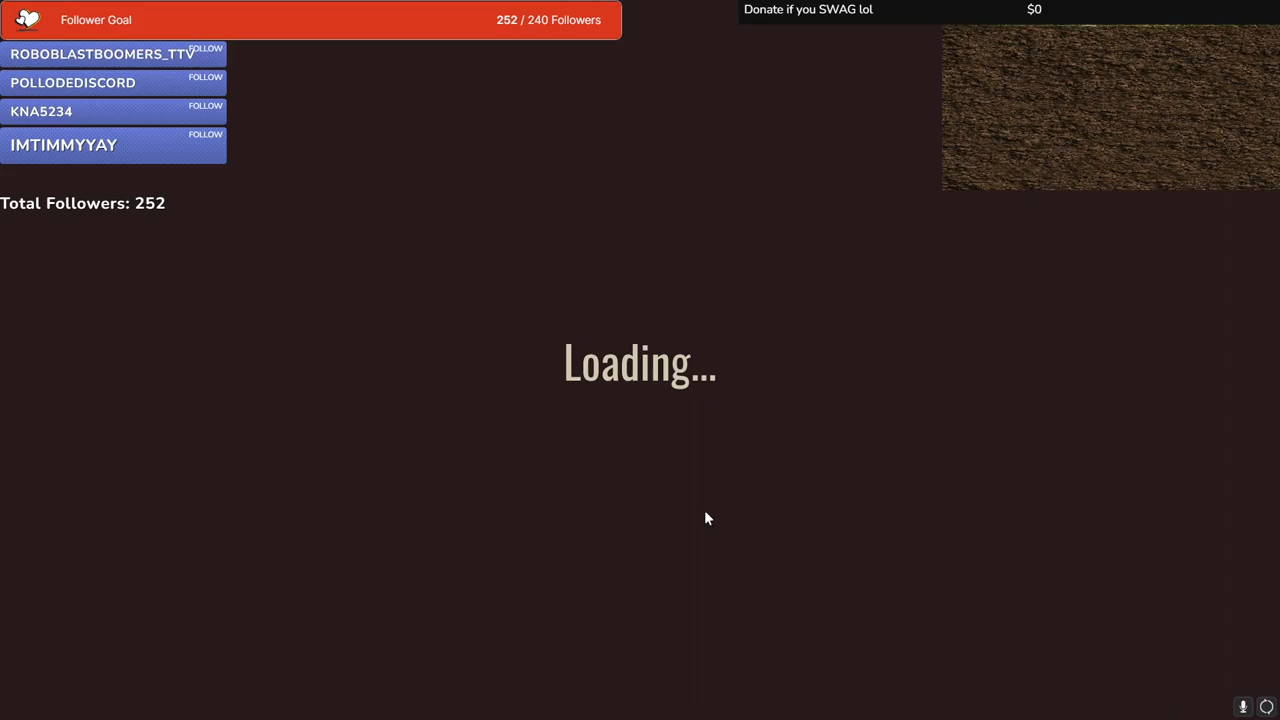 Follower Goal 252 / 240 Followers
Donate if you SWAG lol $0
ROBOBLASTBOOMERS_TTV FOLLOW
POLLODEDISCORD FOLLOW
KNA5234 FOLLOW
IMTIMMYYAY FOLLOW
Total Followers: 252
Loading...